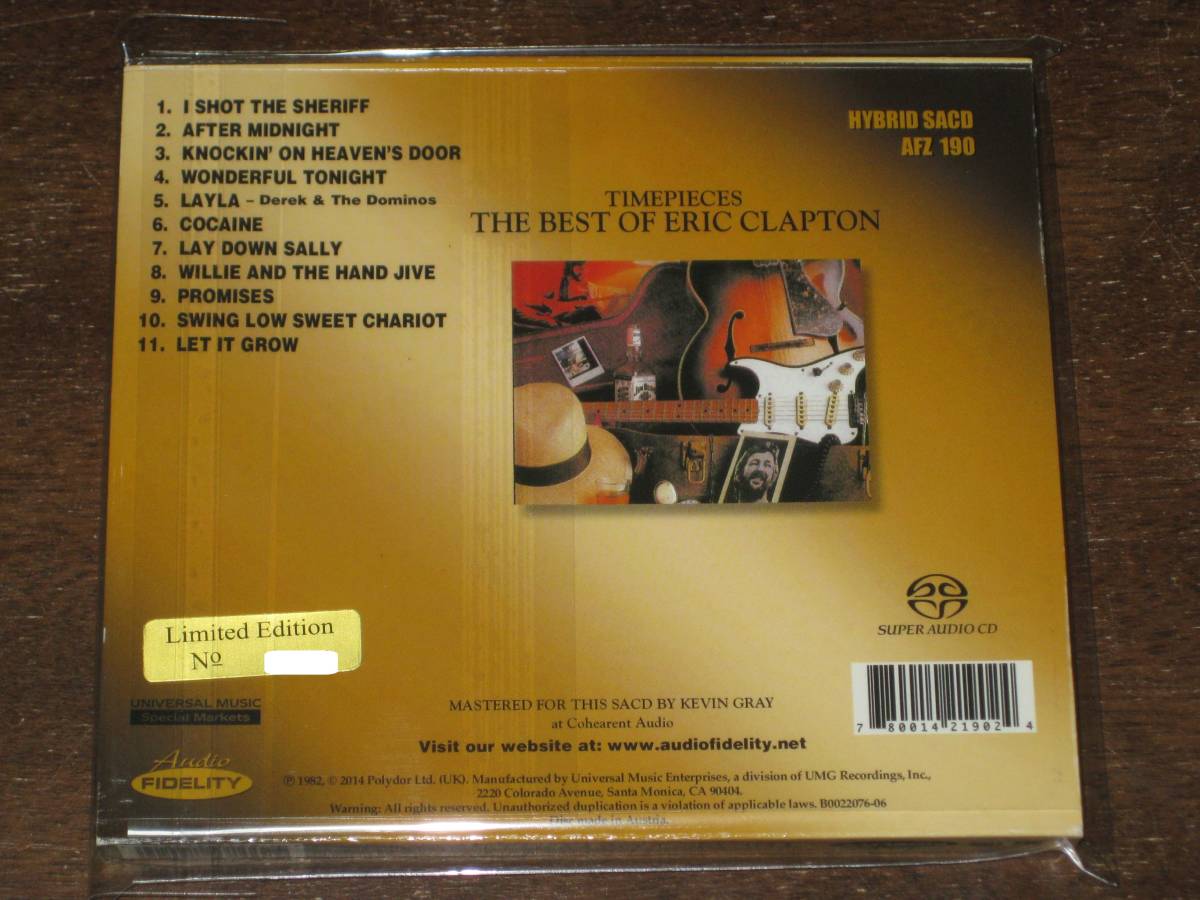 1. I SHOT THE SHERIFF
2. AFTER MIDNIGHT
3. KNOCKIN' ON HEAVEN'S DOOR
4. WONDERFUL TONIGHT
5. LAYLA – Derek & The Dominos
6. COCAINE
7. LAY DOWN SALLY
8. WILLIE AND THE HAND JIVE
9. PROMISES
10. SWING LOW SWEET CHARIOT
11. LET IT GROW
HYBRID SACD
AFZ 190
TIMEPIECES
THE BEST OF ERIC CLAPTON
Limited Edition
Nº
SUPER AUDIO CD
UNIVERSAL MUSIC
Special Markets
Audio
FIDELITY
MASTERED FOR THIS SACD BY KEVIN GRAY
at Cohearent Audio
Visit our website at: www.audiofidelity.net
7 80014 21902 4
℗ 1982, © 2014 Polydor Ltd. (UK). Manufactured by Universal Music Enterprises, a division of UMG Recordings, Inc.,
2220 Colorado Avenue, Santa Monica, CA 90404.
Warning: All rights reserved. Unauthorized duplication is a violation of applicable laws. B0022076-06
Disc made in Austria.